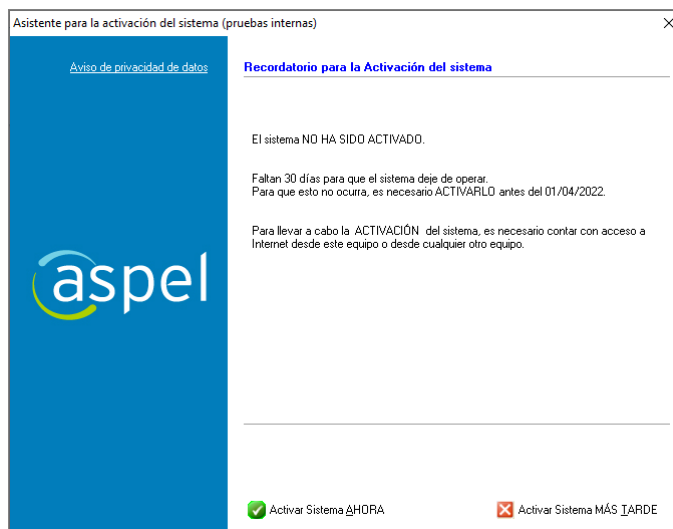 Asistente para la activación del sistema (pruebas internas)
Aviso de privacidad de datos
Recordatorio para la Activación del sistema
El sistema NO HA SIDO ACTIVADO.
Faltan 30 días para que el sistema deje de operar.
Para que esto no ocurra, es necesario ACTIVARLO antes del 01/04/2022.
Para llevar a cabo la ACTIVACIÓN del sistema, es necesario contar con acceso a
Internet desde este equipo o desde cualquier otro equipo.
aspel
Activar Sistema AHORA
Activar Sistema MÁS TARDE